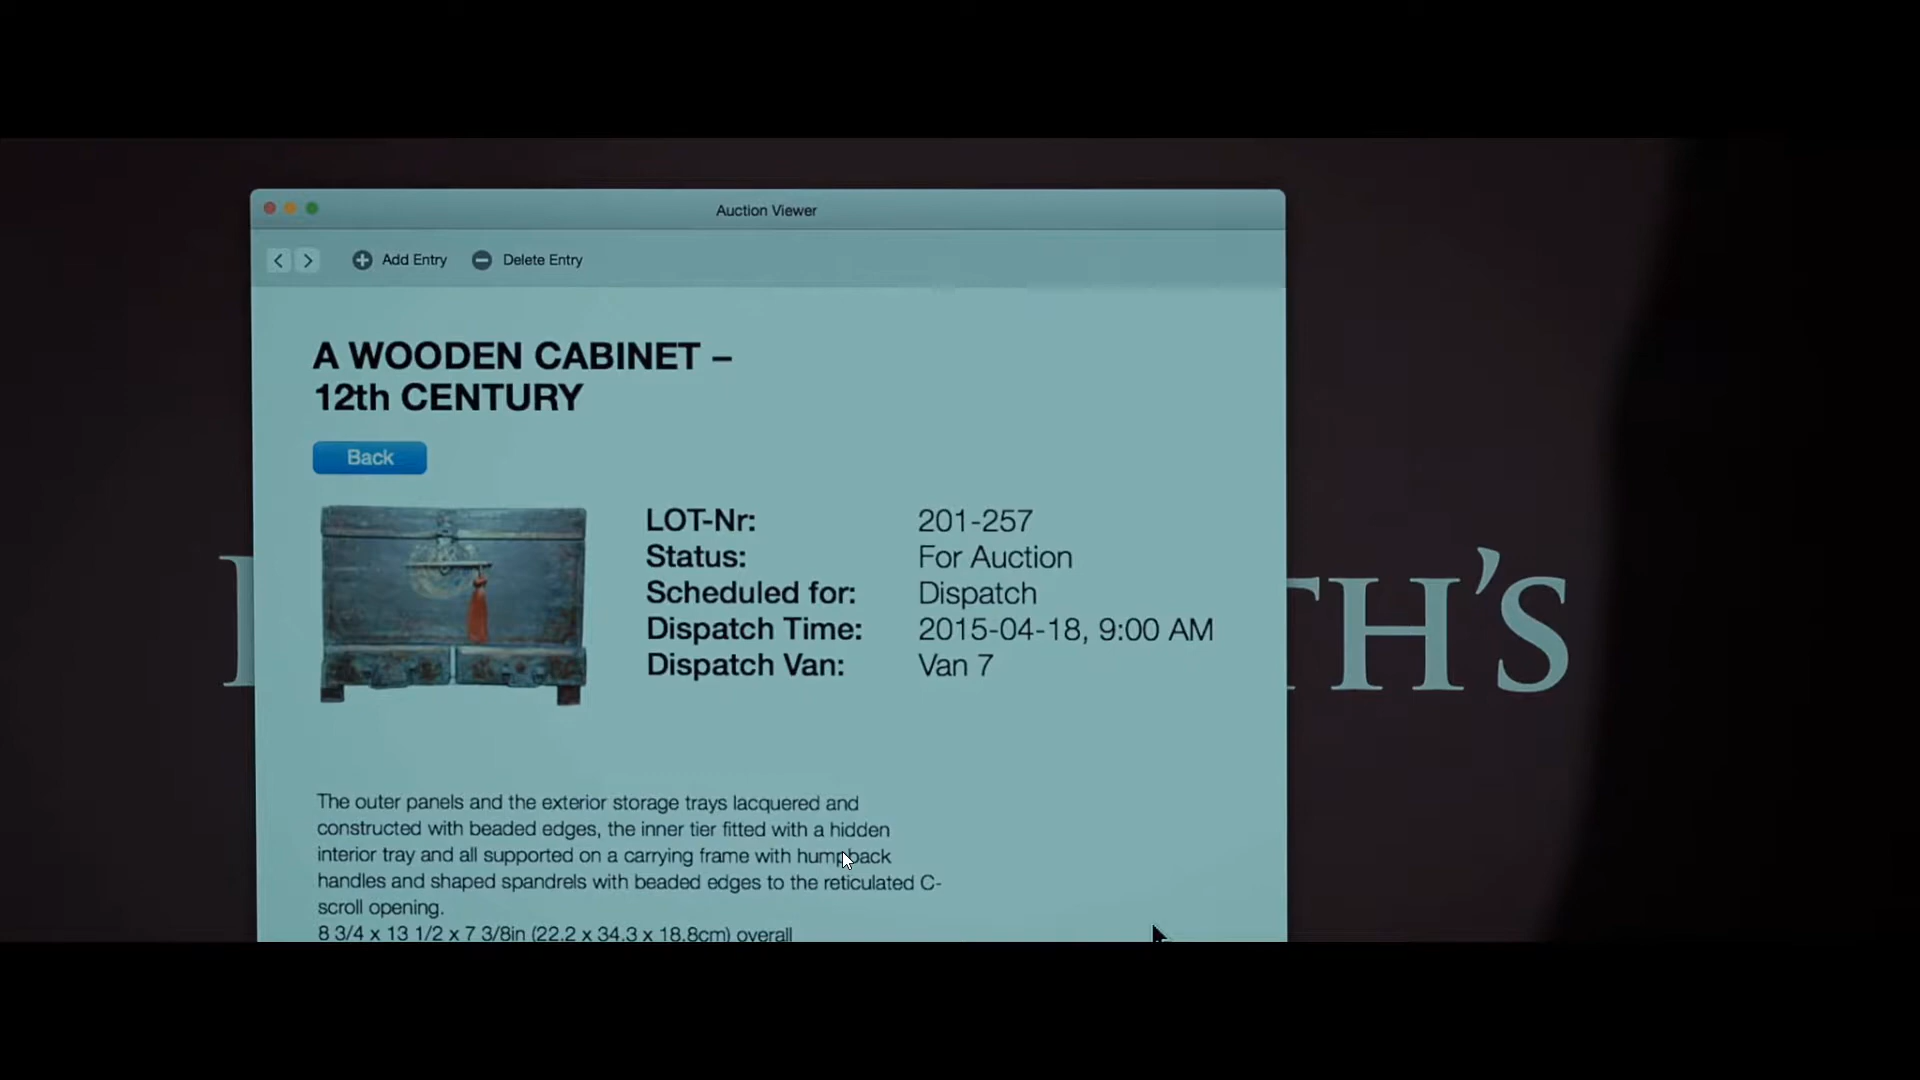 Auction Viewer
Add Entry
Delete Entry
A WOODEN CABINET –
12th CENTURY
Back
LOT-Nr: 201-257
Status: For Auction
Scheduled for: Dispatch
Dispatch Time: 2015-04-18, 9:00 AM
Dispatch Van: Van 7
TH'S
The outer panels and the exterior storage trays lacquered and
constructed with beaded edges, the inner tier fitted with a hidden
interior tray and all supported on a carrying frame with humpback
handles and shaped spandrels with beaded edges to the reticulated C-
scroll opening.
8 3/4 x 13 1/2 x 7 3/8in (22.2 x 34.3 x 18.8cm) overall